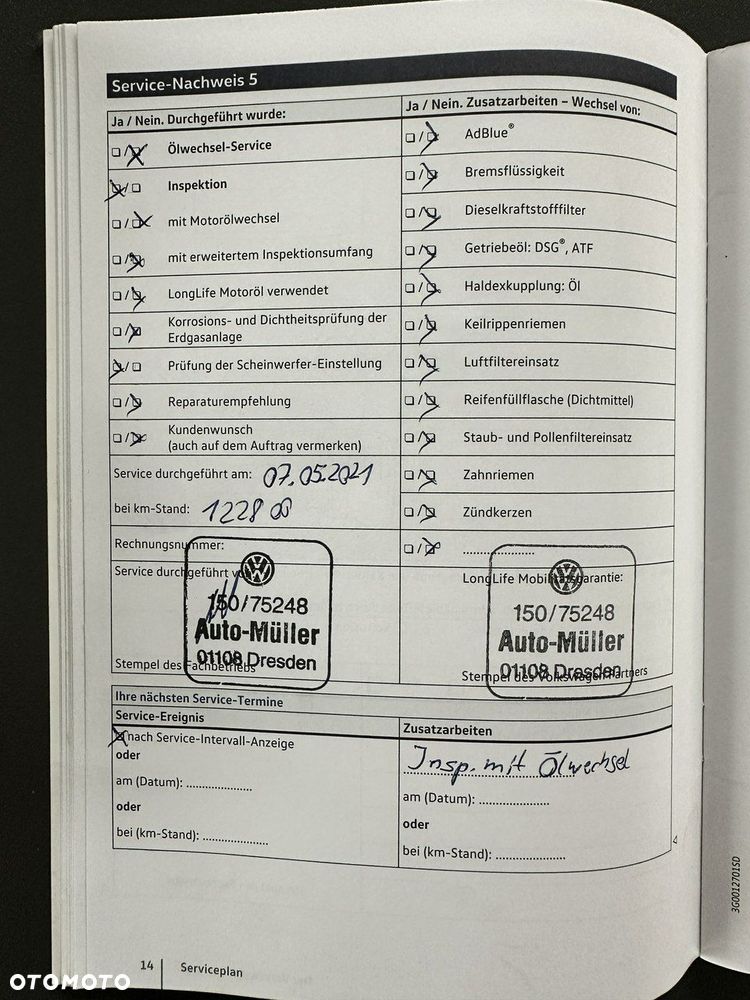 Service-Nachweis 5
Ja / Nein. Durchgeführt wurde:
Ölwechsel-Service
Inspektion
mit Motorölwechsel
mit erweitertem Inspektionsumfang
LongLife Motoröl verwendet
Korrosions- und Dichtheitsprüfung der
Erdgasanlage
Prüfung der Scheinwerfer-Einstellung
Reparaturempfehlung
Kundenwunsch
(auch auf dem Auftrag vermerken)
Service durchgeführt am: 07.05.2021
bei km-Stand: 122808
Rechnungsnummer:
Service durchgeführt von:
150/75248
Auto-Müller
01108 Dresden
Stempel des Fachbetriebs
Ja / Nein. Zusatzarbeiten – Wechsel von:
AdBlue®
Bremsflüssigkeit
Dieselkraftstofffilter
Getriebeöl: DSG®, ATF
Haldexkupplung: Öl
Keilrippenriemen
Luftfiltereinsatz
Reifenfüllflasche (Dichtmittel)
Staub- und Pollenfiltereinsatz
Zahnriemen
Zündkerzen
......................
LongLife Mobilitätsgarantie:
150/75248
Auto-Müller
01108 Dresden
Stempel des Volkswagen Partners
Ihre nächsten Service-Termine
Service-Ereignis
nach Service-Intervall-Anzeige
oder
am (Datum): ....................
oder
bei (km-Stand): ....................
Zusatzarbeiten
Insp. mit Ölwechsel
am (Datum): ......................
oder
bei (km-Stand): ......................
14 Serviceplan
3G0012701SD
OTOMOTO